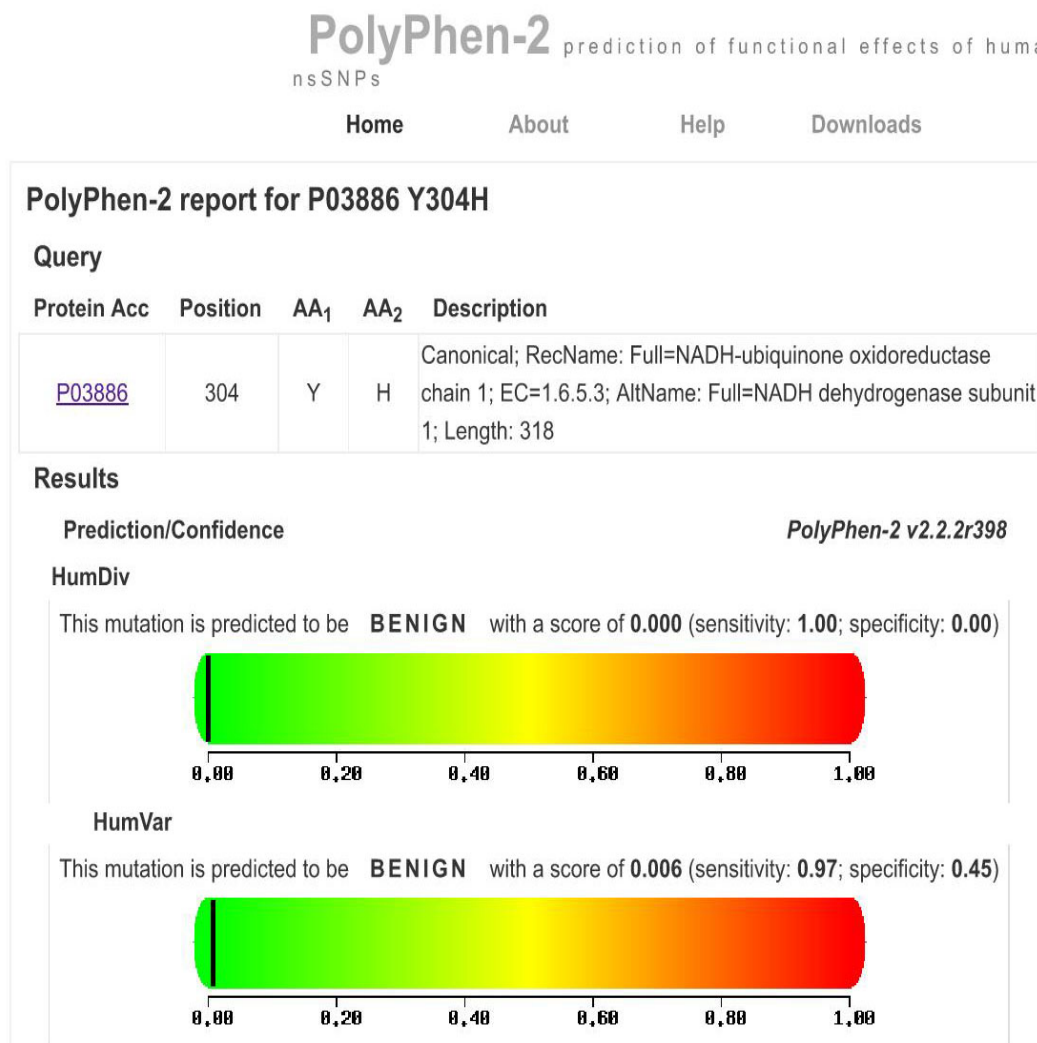 PolyPhen-2 prediction of functional effects of huma
nsSNPs
Home About Help Downloads
PolyPhen-2 report for P03886 Y304H
Query
Protein Acc Position AA1 AA2 Description
Canonical; RecName: Full=NADH-ubiquinone oxidoreductase
P03886 304 Y H chain 1; EC=1.6.5.3; AltName: Full=NADH dehydrogenase subunit
1; Length: 318
Results
Prediction/Confidence PolyPhen-2 v2.2.2r398
HumDiv
This mutation is predicted to be BENIGN with a score of 0.000 (sensitivity: 1.00; specificity: 0.00)
0.00 0.20 0.40 0.60 0.80 1.00
HumVar
This mutation is predicted to be BENIGN with a score of 0.006 (sensitivity: 0.97; specificity: 0.45)
0.00 0.20 0.40 0.60 0.80 1.00